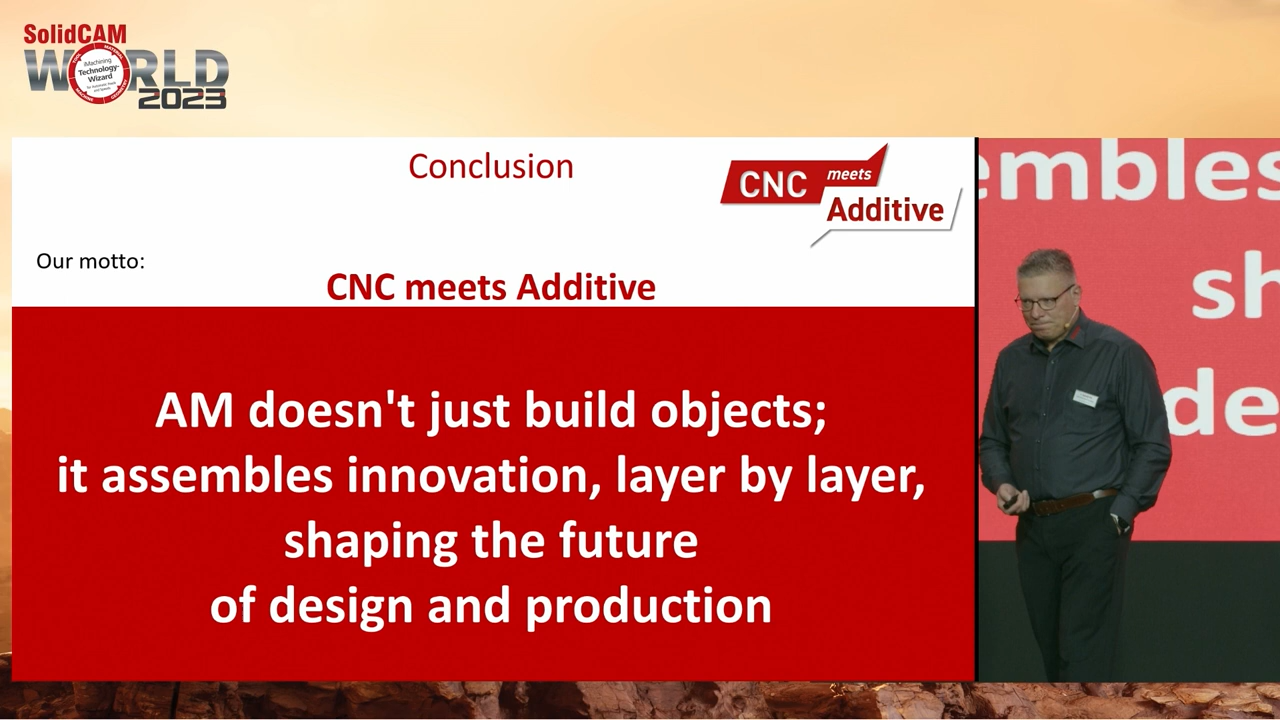 SolidCAM
WORLD
iMachining
Technology-
Wizard
2023
Conclusion
CNC meets
Additive
Our motto:
CNC meets Additive
AM doesn't just build objects;
it assembles innovation, layer by layer,
shaping the future
of design and production
embles
sh
de